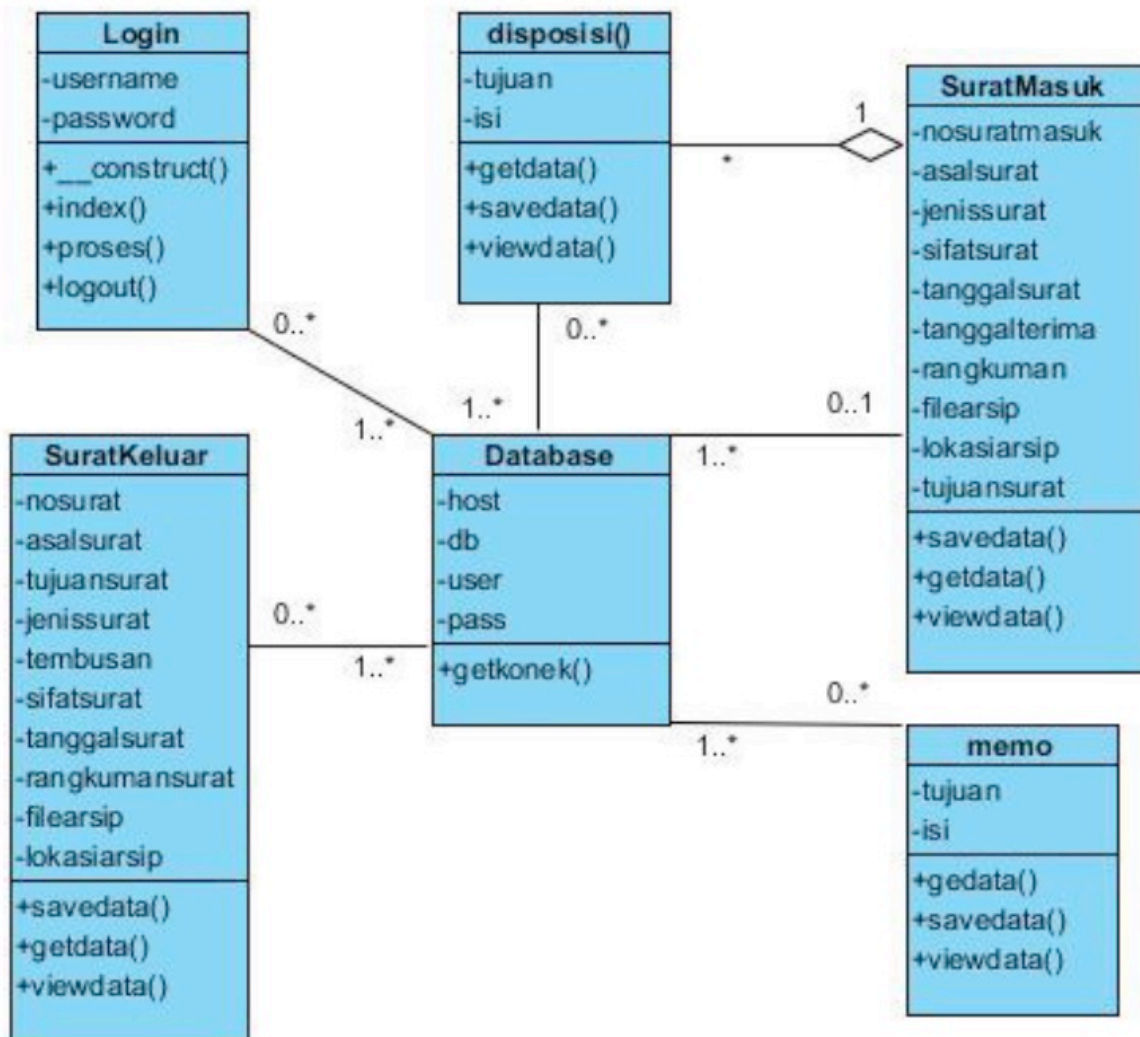 Login
-username
-password
+__construct()
+index()
+proses()
+logout()
disposisi()
-tujuan
-isi
+getdata()
+savedata()
+viewdata()
SuratMasuk
-nosuratmasuk
-asalsurat
-jenissurat
-sifatsurat
-tanggalsurat
-tanggalterima
-rangkuman
-filearsip
-lokasiarsip
-tujuansurat
+savedata()
+getdata()
+viewdata()
1
*
0..*
1..*
0..*
1..*
0..1
1..*
SuratKeluar
-nosurat
-asalsurat
-tujuansurat
-jenissurat
-tembusan
-sifatsurat
-tanggalsurat
-rangkumansurat
-filearsip
-lokasiarsip
+savedata()
+getdata()
+viewdata()
0..*
1..*
Database
-host
-db
-user
-pass
+getkonek()
0..*
1..*
memo
-tujuan
-isi
+gedata()
+savedata()
+viewdata()